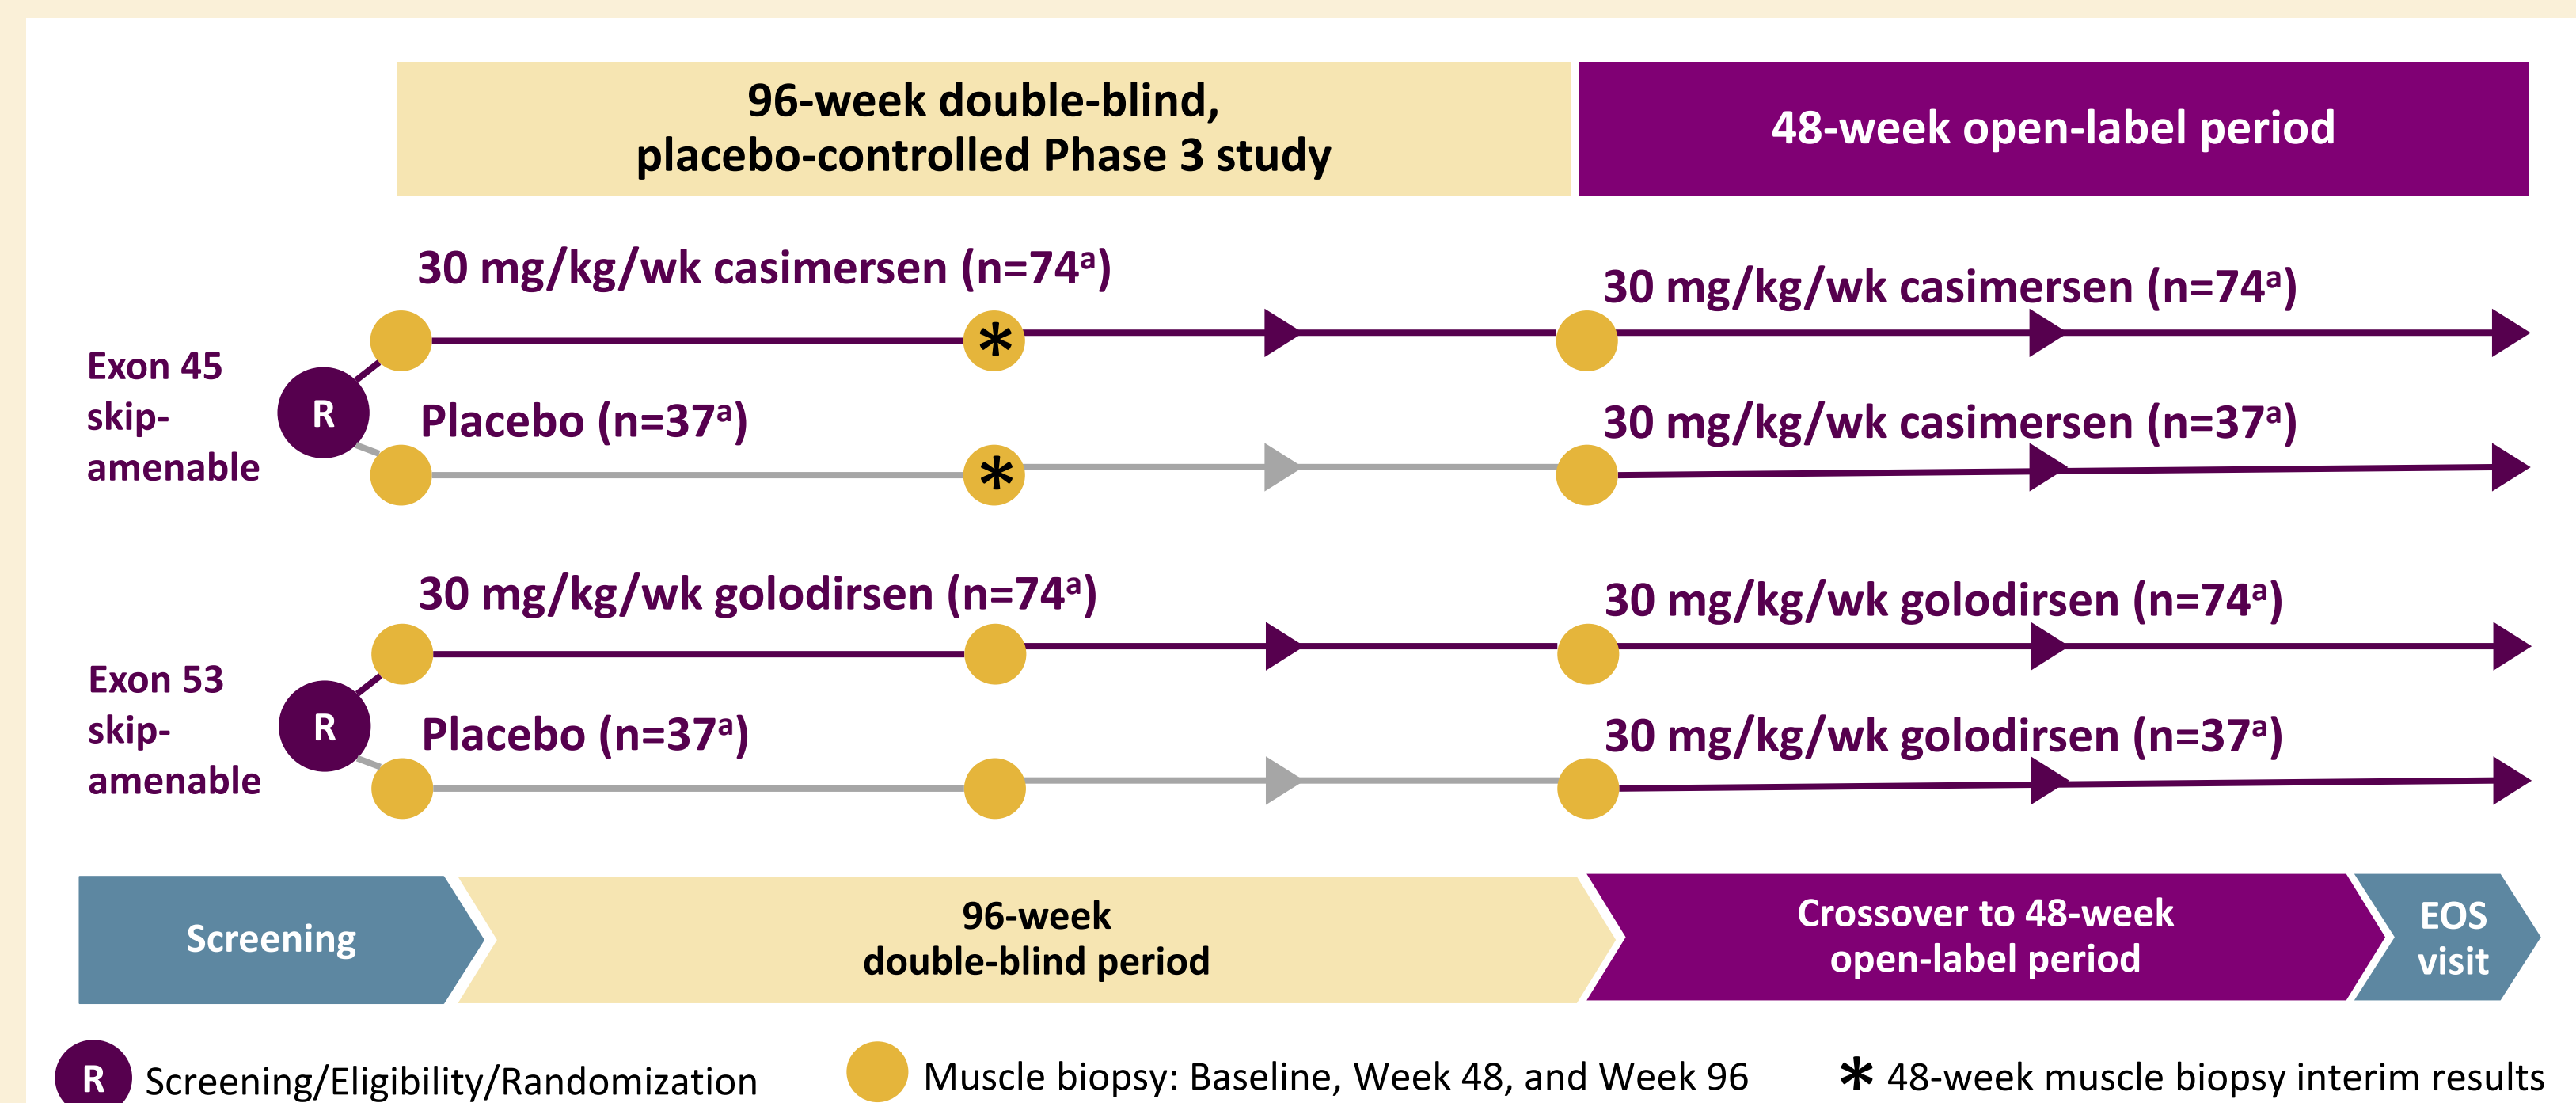 96-week double-blind,
placebo-controlled Phase 3 study
48-week open-label period
30 mg/kg/wk casimersen (n=74ᵃ)
30 mg/kg/wk casimersen (n=74ᵃ)
Exon 45
skip-
amenable
R
*
Placebo (n=37ᵃ)
30 mg/kg/wk casimersen (n=37ᵃ)
*
30 mg/kg/wk golodirsen (n=74ᵃ)
30 mg/kg/wk golodirsen (n=74ᵃ)
Exon 53
skip-
amenable
R
Placebo (n=37ᵃ)
30 mg/kg/wk golodirsen (n=37ᵃ)
Screening
96-week
double-blind period
Crossover to 48-week
open-label period
EOS
visit
R Screening/Eligibility/Randomization
Muscle biopsy: Baseline, Week 48, and Week 96
* 48-week muscle biopsy interim results